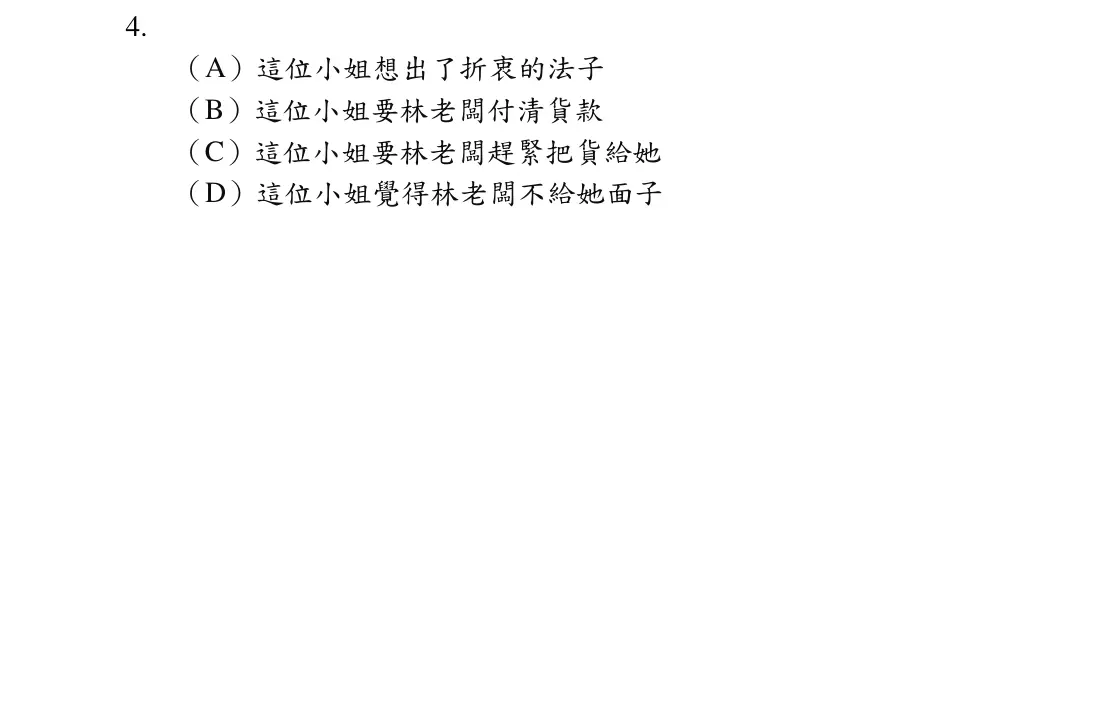 4.
（A）這位小姐想出了折衷的法子
（B）這位小姐要林老闆付清貨款
（C）這位小姐要林老闆趕緊把貨給她
（D）這位小姐覺得林老闆不給她面子